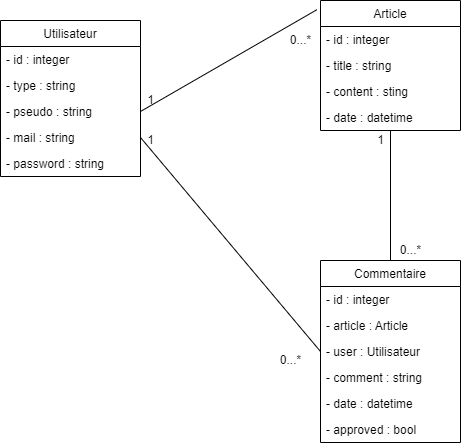 Utilisateur
- id : integer
- type : string
- pseudo : string
- mail : string
- password : string
Article
- id : integer
- title : string
- content : sting
- date : datetime
1
0...*
1
0...*
1
0...*
Commentaire
- id : integer
- article : Article
- user : Utilisateur
- comment : string
- date : datetime
- approved : bool